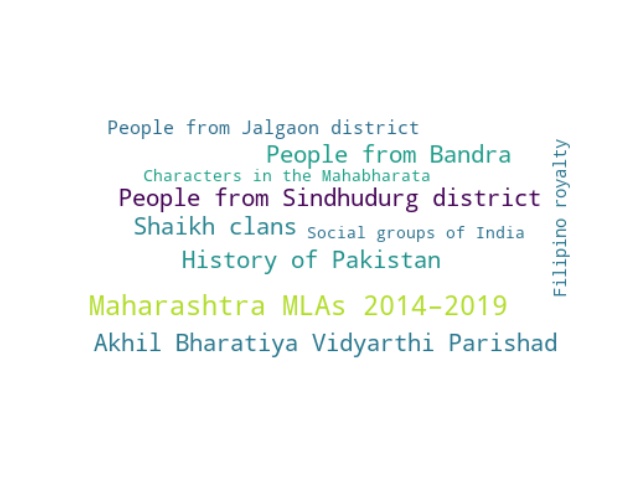 People from Jalgaon district
People from Bandra
Characters in the Mahabharata
People from Sindhudurg district
Shaikh clans
Social groups of India
History of Pakistan
Maharashtra MLAs 2014–2019
Akhil Bharatiya Vidyarthi Parishad
Filipino royalty